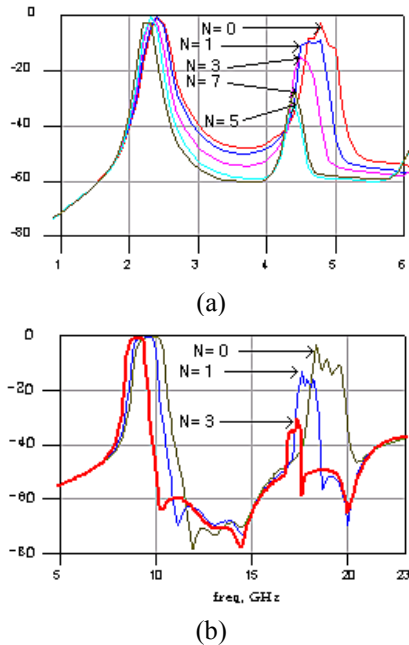 0
N= 0
N= 1
-20
N= 3
N= 7
-40
N= 5
-60
-80
1 2 3 4 5 6
(a)
0
N= 0
N= 1
-20
N= 3
-40
-60
-80
5 10 15 20 23
freq, GHz
(b)